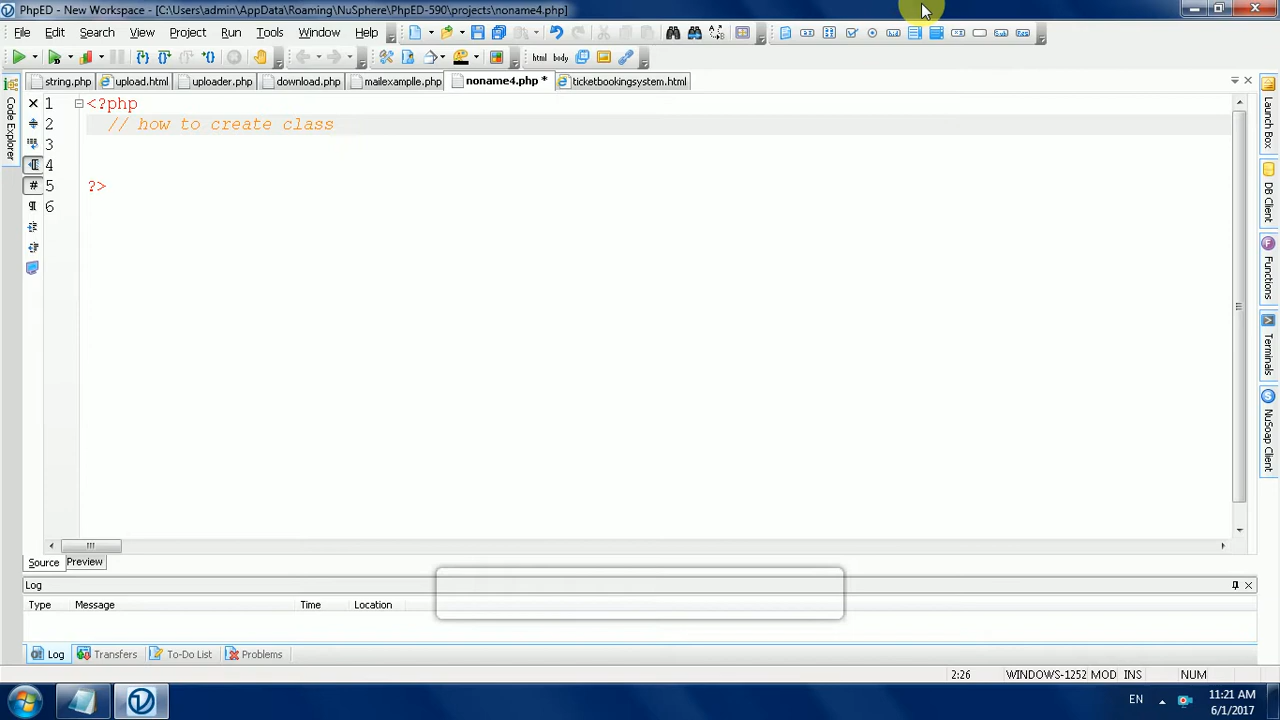 PhpED - New Workspace - [C:\Users\admin\AppData\Roaming\NuSphere\PhpED-590\projects\noname4.php]
File Edit Search View Project Run Tools Window Help
html body
string.php upload.html uploader.php download.php mailexamplle.php noname4.php * ticketbookingsystem.html
1 <?php
2 // how to create class
3
4
5 ?>
6
Code Explorer
Launch Box
DB Client
Functions
Terminals
NuSoap Client
Source Preview
Log
Type Message Time Location
Log Transfers To-Do List Problems
2:26 WINDOWS-1252 MOD INS NUM
EN 11:21 AM
6/1/2017